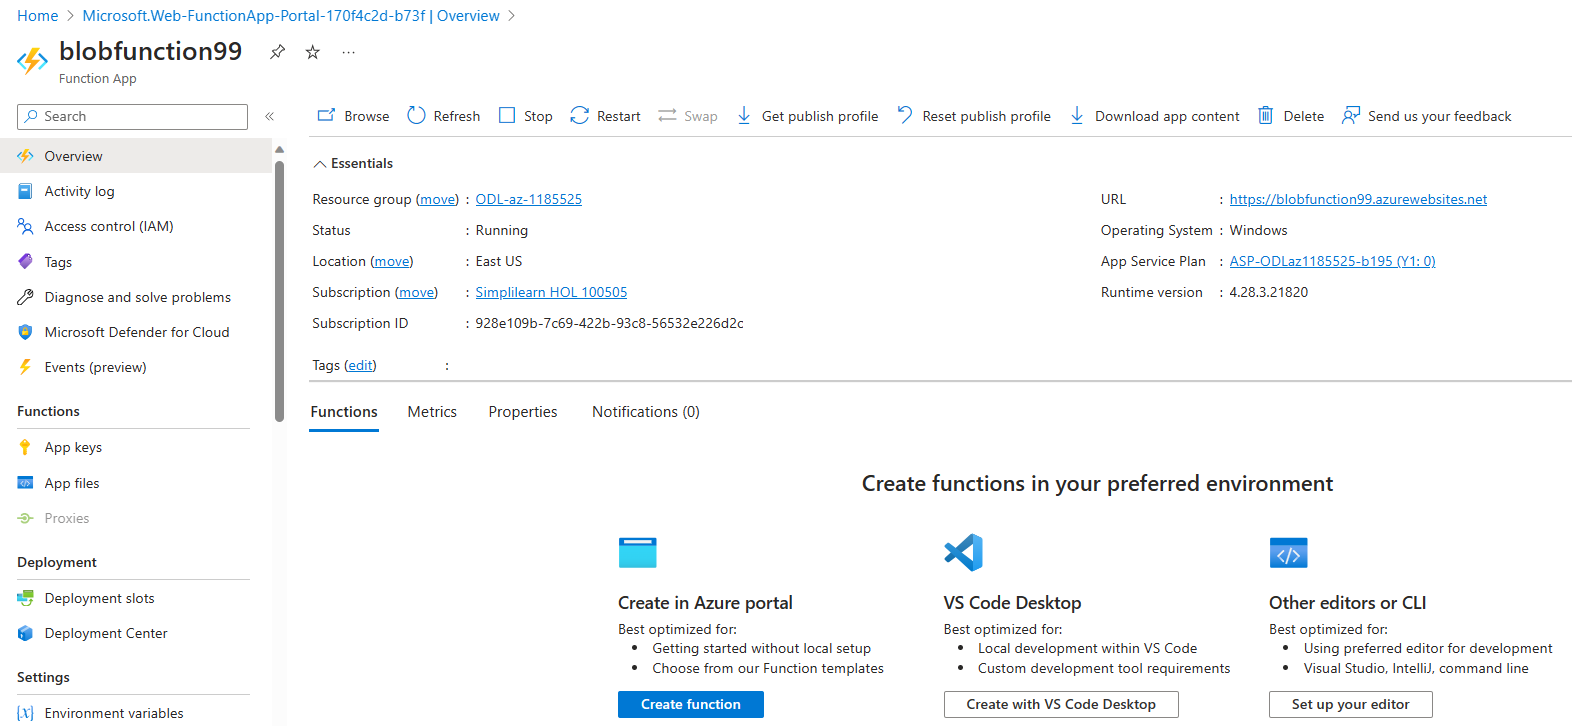 Home > Microsoft.Web-FunctionApp-Portal-170f4c2d-b73f | Overview >
blobfunction99
Function App
Search
Overview
Activity log
Access control (IAM)
Tags
Diagnose and solve problems
Microsoft Defender for Cloud
Events (preview)
Functions
App keys
App files
Proxies
Deployment
Deployment slots
Deployment Center
Settings
Environment variables
Browse Refresh Stop Restart Swap Get publish profile Reset publish profile Download app content Delete Send us your feedback
Essentials
Resource group (move) : ODL-az-1185525
Status : Running
Location (move) : East US
Subscription (move) : Simplilearn HOL 100505
Subscription ID : 928e109b-7c69-422b-93c8-56532e226d2c
Tags (edit) :
URL : https://blobfunction99.azurewebsites.net
Operating System : Windows
App Service Plan : ASP-ODLaz1185525-b195 (Y1: 0)
Runtime version : 4.28.3.21820
Functions Metrics Properties Notifications (0)
Create functions in your preferred environment
Create in Azure portal
Best optimized for:
• Getting started without local setup
• Choose from our Function templates
Create function
VS Code Desktop
Best optimized for:
• Local development within VS Code
• Custom development tool requirements
Create with VS Code Desktop
Other editors or CLI
Best optimized for:
• Using preferred editor for development
• Visual Studio, IntelliJ, command line
Set up your editor